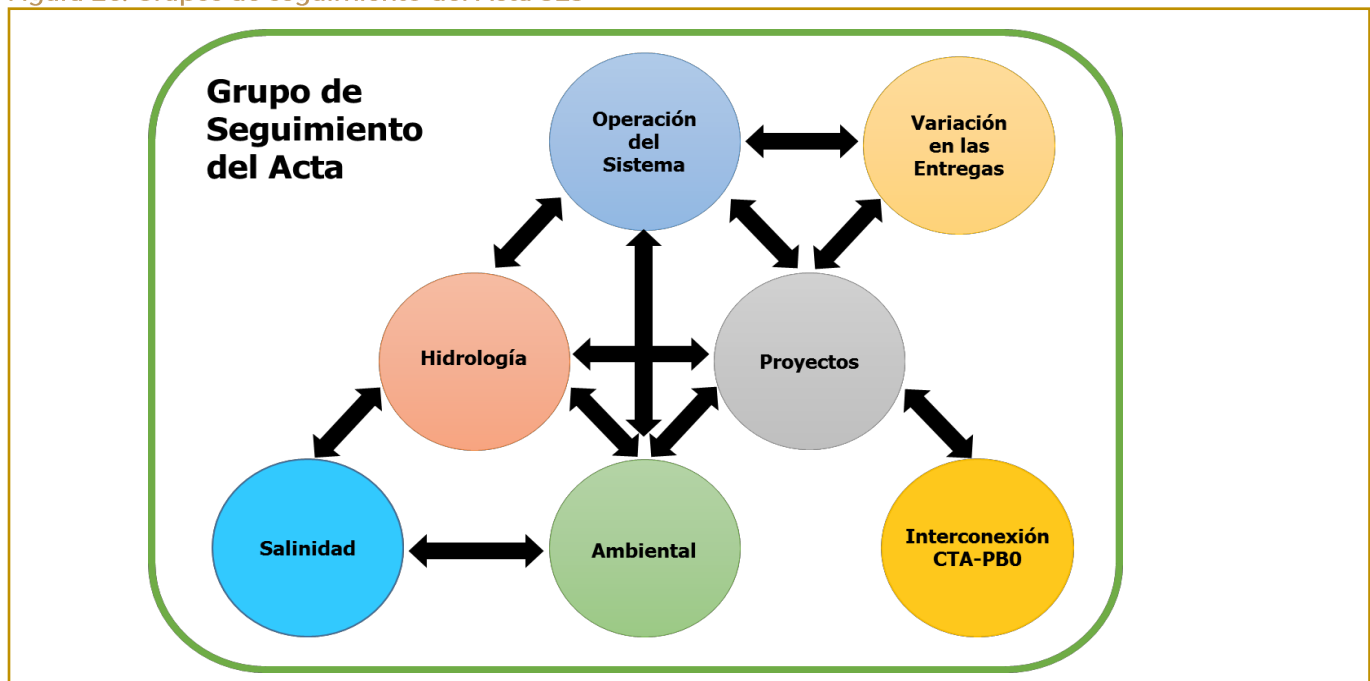 Grupo de
Seguimiento
del Acta
Operación
del
Sistema
Variación
en las
Entregas
Hidrología
Proyectos
Salinidad
Ambiental
Interconexión
CTA-PB0